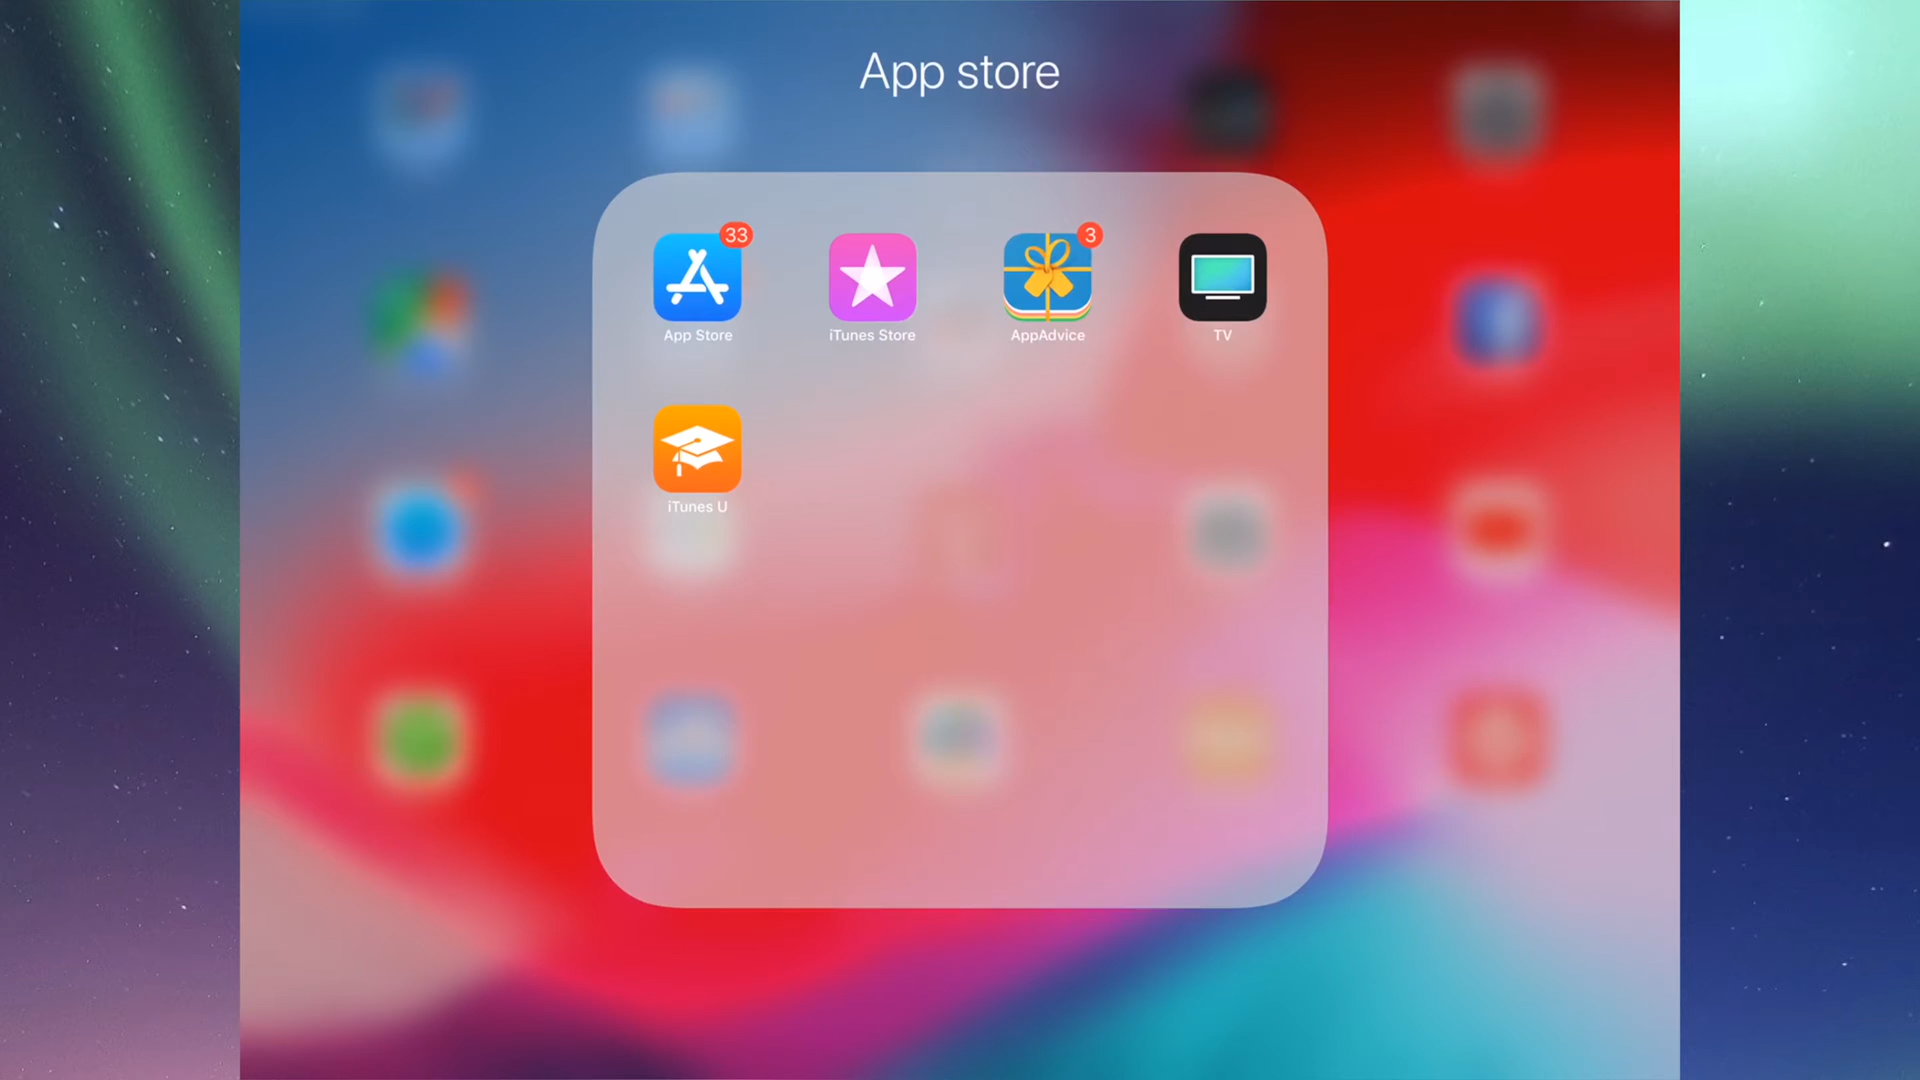 App store
33
3
App Store
iTunes Store
AppAdvice
TV
iTunes U